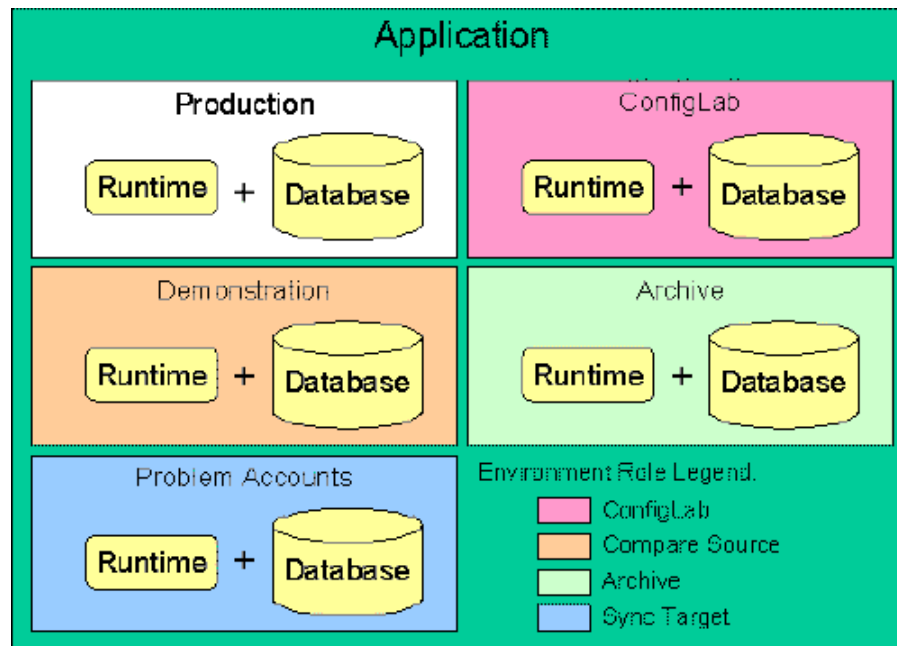 Application
Production
Runtime + Database
ConfigLab
Runtime + Database
Demonstration
Runtime + Database
Archive
Runtime + Database
Problem Accounts
Runtime + Database
Environment Role Legend.
ConfigLab
Compare Source
Archive
Sync Target